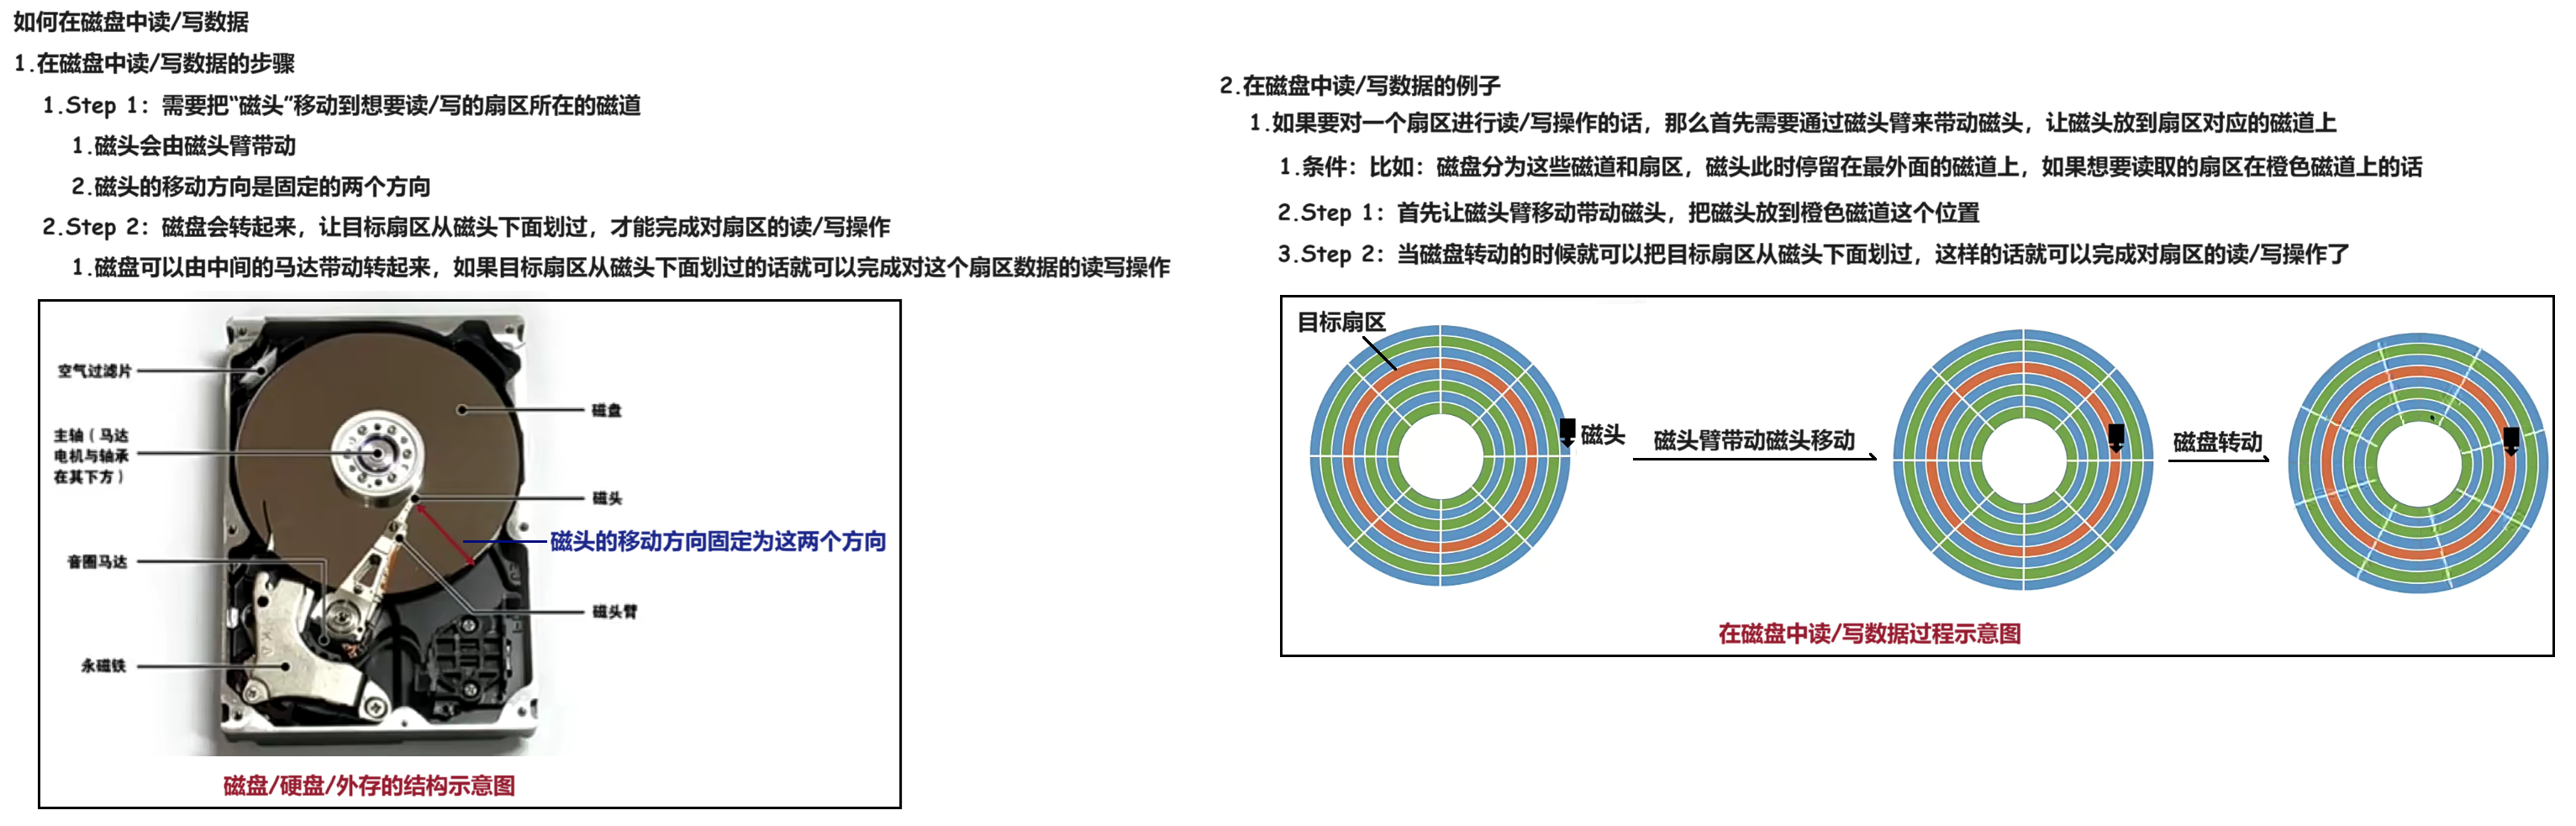 如何在磁盘中读/写数据
1.在磁盘中读/写数据的步骤
1.Step 1：需要把“磁头”移动到想要读/写的扇区所在的磁道
1.磁头会由磁头臂带动
2.磁头的移动方向是固定的两个方向
2.Step 2：磁盘会转起来，让目标扇区从磁头下面划过，才能完成对扇区的读/写操作
1.磁盘可以由中间的马达带动转起来，如果目标扇区从磁头下面划过的话就可以完成对这个扇区数据的读写操作
空气过滤片
主轴（马达
电机与轴承
在其下方）
音圈马达
永磁铁
磁盘
磁头
磁头的移动方向固定为这两个方向
磁头臂
磁盘/硬盘/外存的结构示意图
2.在磁盘中读/写数据的例子
1.如果要对一个扇区进行读/写操作的话，那么首先需要通过磁头臂来带动磁头，让磁头放到扇区对应的磁道上
1.条件：比如：磁盘分为这些磁道和扇区，磁头此时停留在最外面的磁道上，如果想要读取的扇区在橙色磁道上的话
2.Step 1：首先让磁头臂移动带动磁头，把磁头放到橙色磁道这个位置
3.Step 2：当磁盘转动的时候就可以把目标扇区从磁头下面划过，这样的话就可以完成对扇区的读/写操作了
目标扇区
磁头
磁头臂带动磁头移动
磁盘转动
在磁盘中读/写数据过程示意图